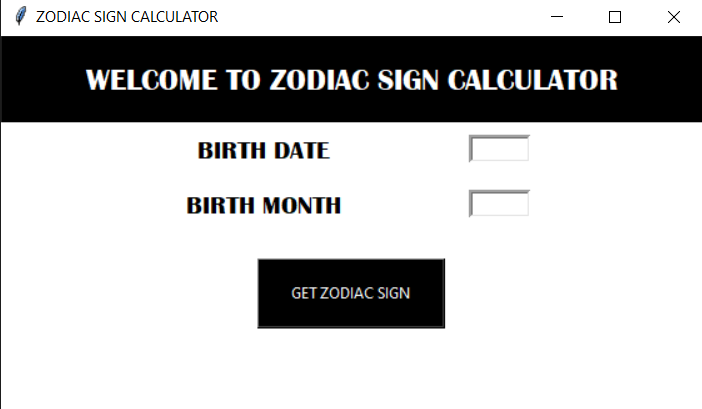 ZODIAC SIGN CALCULATOR
WELCOME TO ZODIAC SIGN CALCULATOR
BIRTH DATE
BIRTH MONTH
GET ZODIAC SIGN